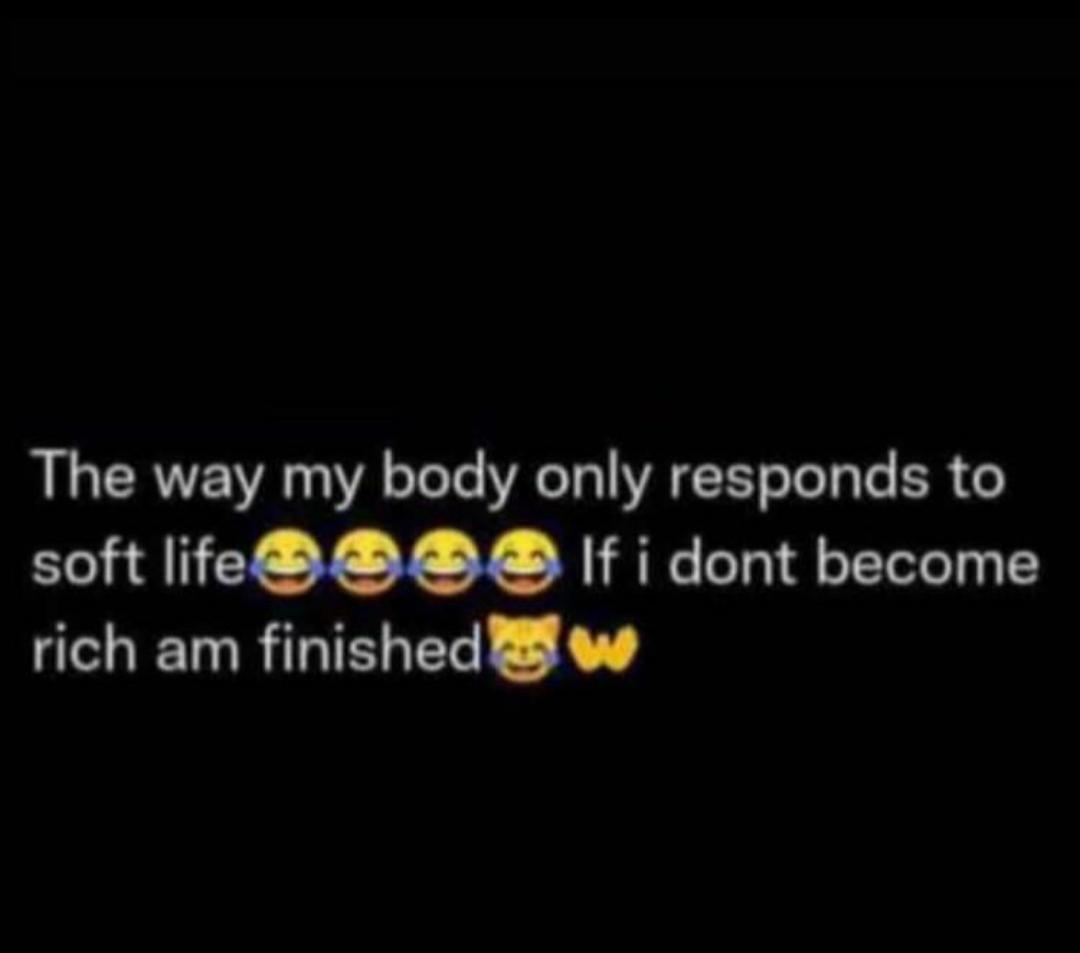 The way my body only responds to
soft life😂😂😂😂 If i dont become
rich am finished😹👐